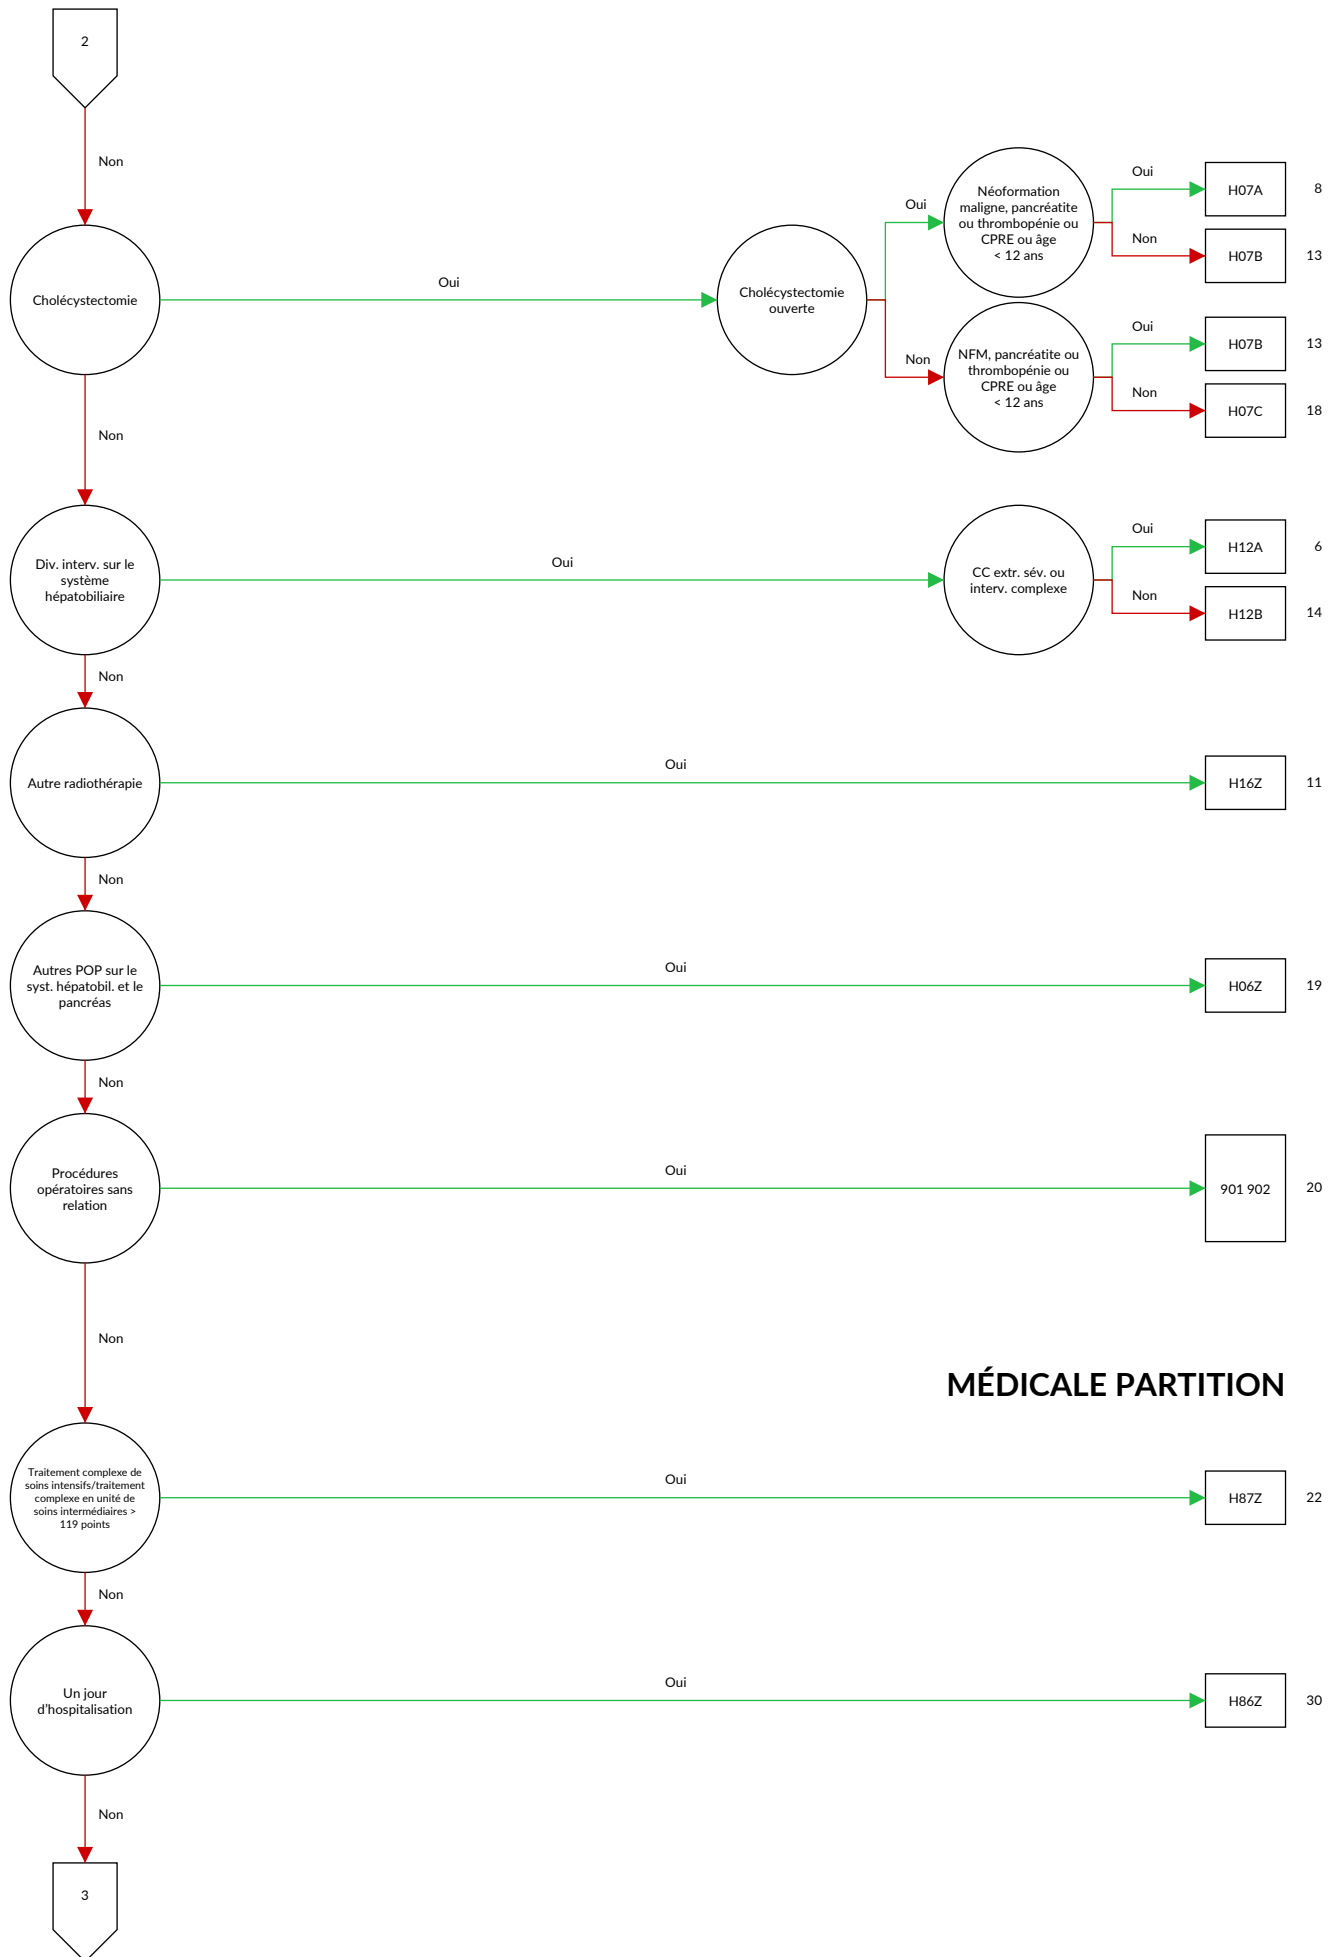 2
Non
Cholécystectomie
Oui
Cholécystectomie
ouverte
Oui
Néoformation
maligne, pancréatite
ou thrombopénie ou
CPRE ou âge
< 12 ans
Oui
H07A
8
Non
H07B
13
Non
NFM, pancréatite ou
thrombopénie ou
CPRE ou âge
< 12 ans
Oui
H07B
13
Non
H07C
18
Non
Div. interv. sur le
système
hépatobiliaire
Oui
CC extr. sév. ou
interv. complexe
Oui
H12A
6
Non
H12B
14
Non
Autre radiothérapie
Oui
H16Z
11
Non
Autres POP sur le
syst. hépatobil. et le
pancréas
Oui
H06Z
19
Non
Procédures
opératoires sans
relation
Oui
901 902
20
Non
MÉDICALE PARTITION
Traitement complexe de
soins intensifs/traitement
complexe en unité de
soins intermédiaires >
119 points
Oui
H87Z
22
Non
Un jour
d'hospitalisation
Oui
H86Z
30
Non
3